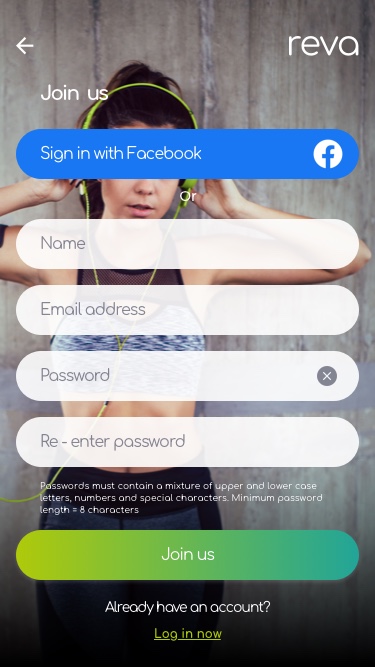 reva
Join us
Sign in with Facebook
Or
Name
Email address
Password
Re - enter password
Passwords must contain a mixture of upper and lower case
letters, numbers and special characters. Minimum password
length = 8 characters
Join us
Already have an account?
Log in now